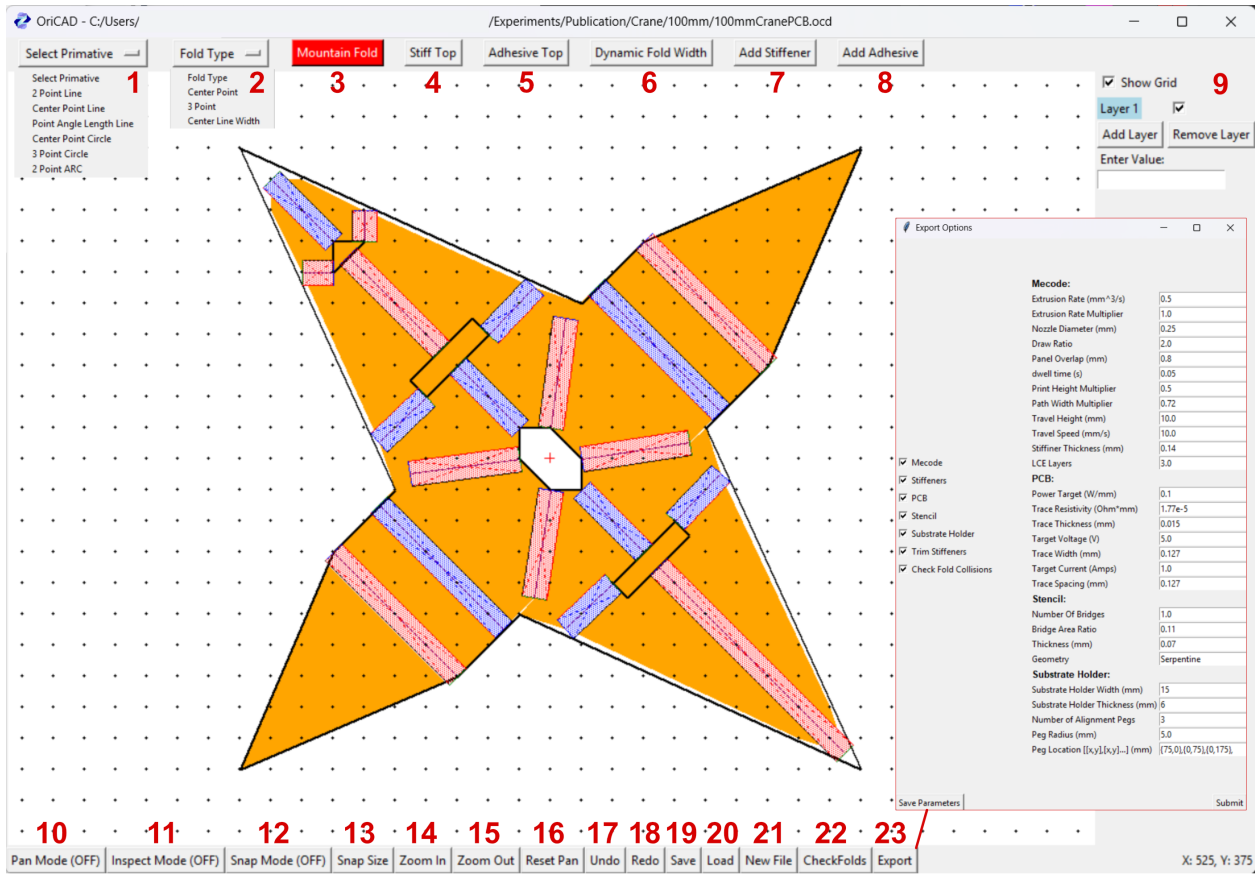 OriCAD - C:/Users/ /Experiments/Publication/Crane/100mm/100mmCranePCB.ocd
Select Primative Fold Type Mountain Fold Stiff Top Adhesive Top Dynamic Fold Width Add Stiffener Add Adhesive
1 2 3 4 5 6 7 8 9
Select Primative
2 Point Line
Center Point Line
Point Angle Length Line
Center Point Circle
3 Point Circle
2 Point ARC
Fold Type
Center Point
3 Point
Center Line Width
Show Grid
Layer 1
Add Layer Remove Layer
Enter Value:
Export Options
Mecode:
Extrusion Rate (mm^3/s) 0.5
Extrusion Rate Multiplier 1.0
Nozzle Diameter (mm) 0.25
Draw Ratio 2.0
Panel Overlap (mm) 0.8
dwell time (s) 0.05
Print Height Multiplier 0.5
Path Width Multiplier 0.72
Travel Height (mm) 10.0
Travel Speed (mm/s) 10.0
Stiffiner Thickness (mm) 0.14
LCE Layers 3.0
PCB:
Power Target (W/mm) 0.1
Trace Resistivity (Ohm*mm) 1.77e-5
Trace Thickness (mm) 0.015
Target Voltage (V) 5.0
Trace Width (mm) 0.127
Target Current (Amps) 1.0
Trace Spacing (mm) 0.127
Stencil:
Number Of Bridges 1.0
Bridge Area Ratio 0.11
Thickness (mm) 0.07
Geometry Serpentine
Substrate Holder:
Substrate Holder Width (mm) 15
Substrate Holder Thickness (mm) 6
Number of Alignment Pegs 3
Peg Radius (mm) 5.0
Peg Location [[x,y],[x,y]...] (mm) [75,0],[0,75],[0,175],
Mecode
Stiffeners
PCB
Stencil
Substrate Holder
Trim Stiffeners
Check Fold Collisions
Save Parameters Submit
10 11 12 13 14 15 16 17 18 19 20 21 22 23
Pan Mode (OFF) Inspect Mode (OFF) Snap Mode (OFF) Snap Size Zoom In Zoom Out Reset Pan Undo Redo Save Load New File CheckFolds Export X: 525, Y: 375